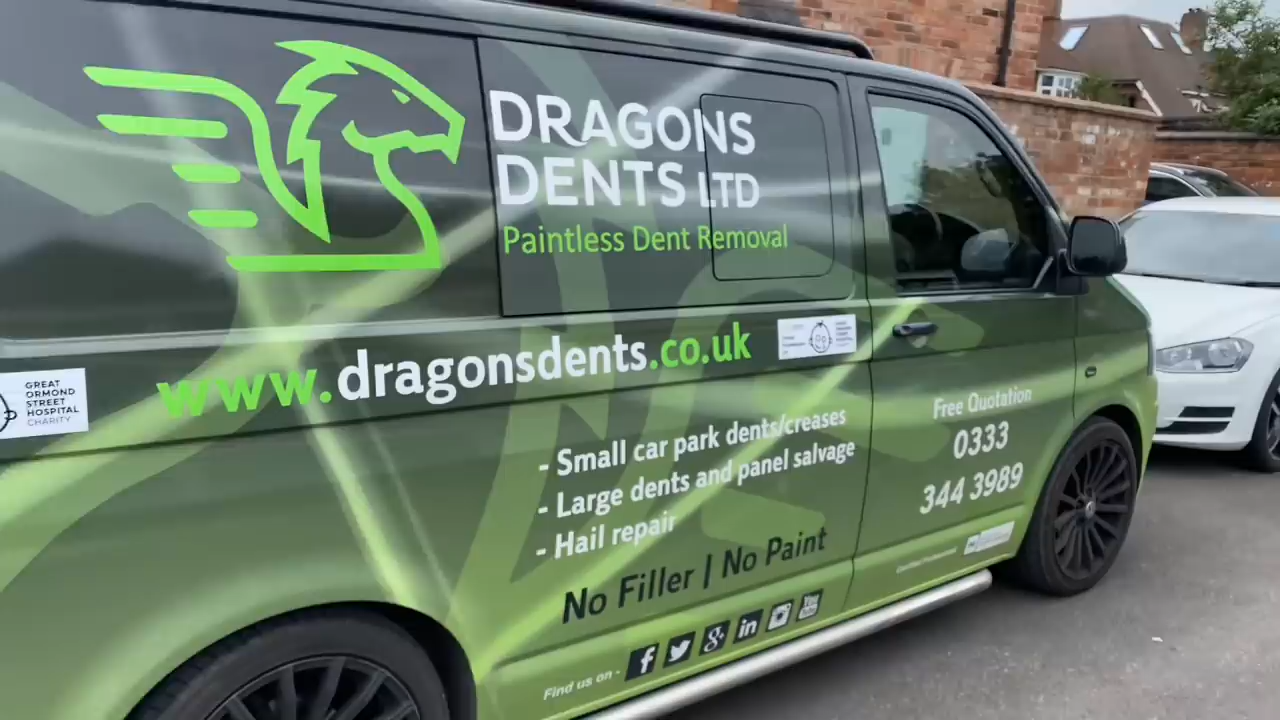 DRAGONS
DENTS LTD
Paintless Dent Removal
www.dragonsdents.co.uk
GREAT
ORMOND
STREET
HOSPITAL
CHARITY
- Small car park dents/creases
- Large dents and panel salvage
- Hail repair
No Filler | No Paint
Find us on -
f
g+
in
You
Free Quotation
0333
344 3989